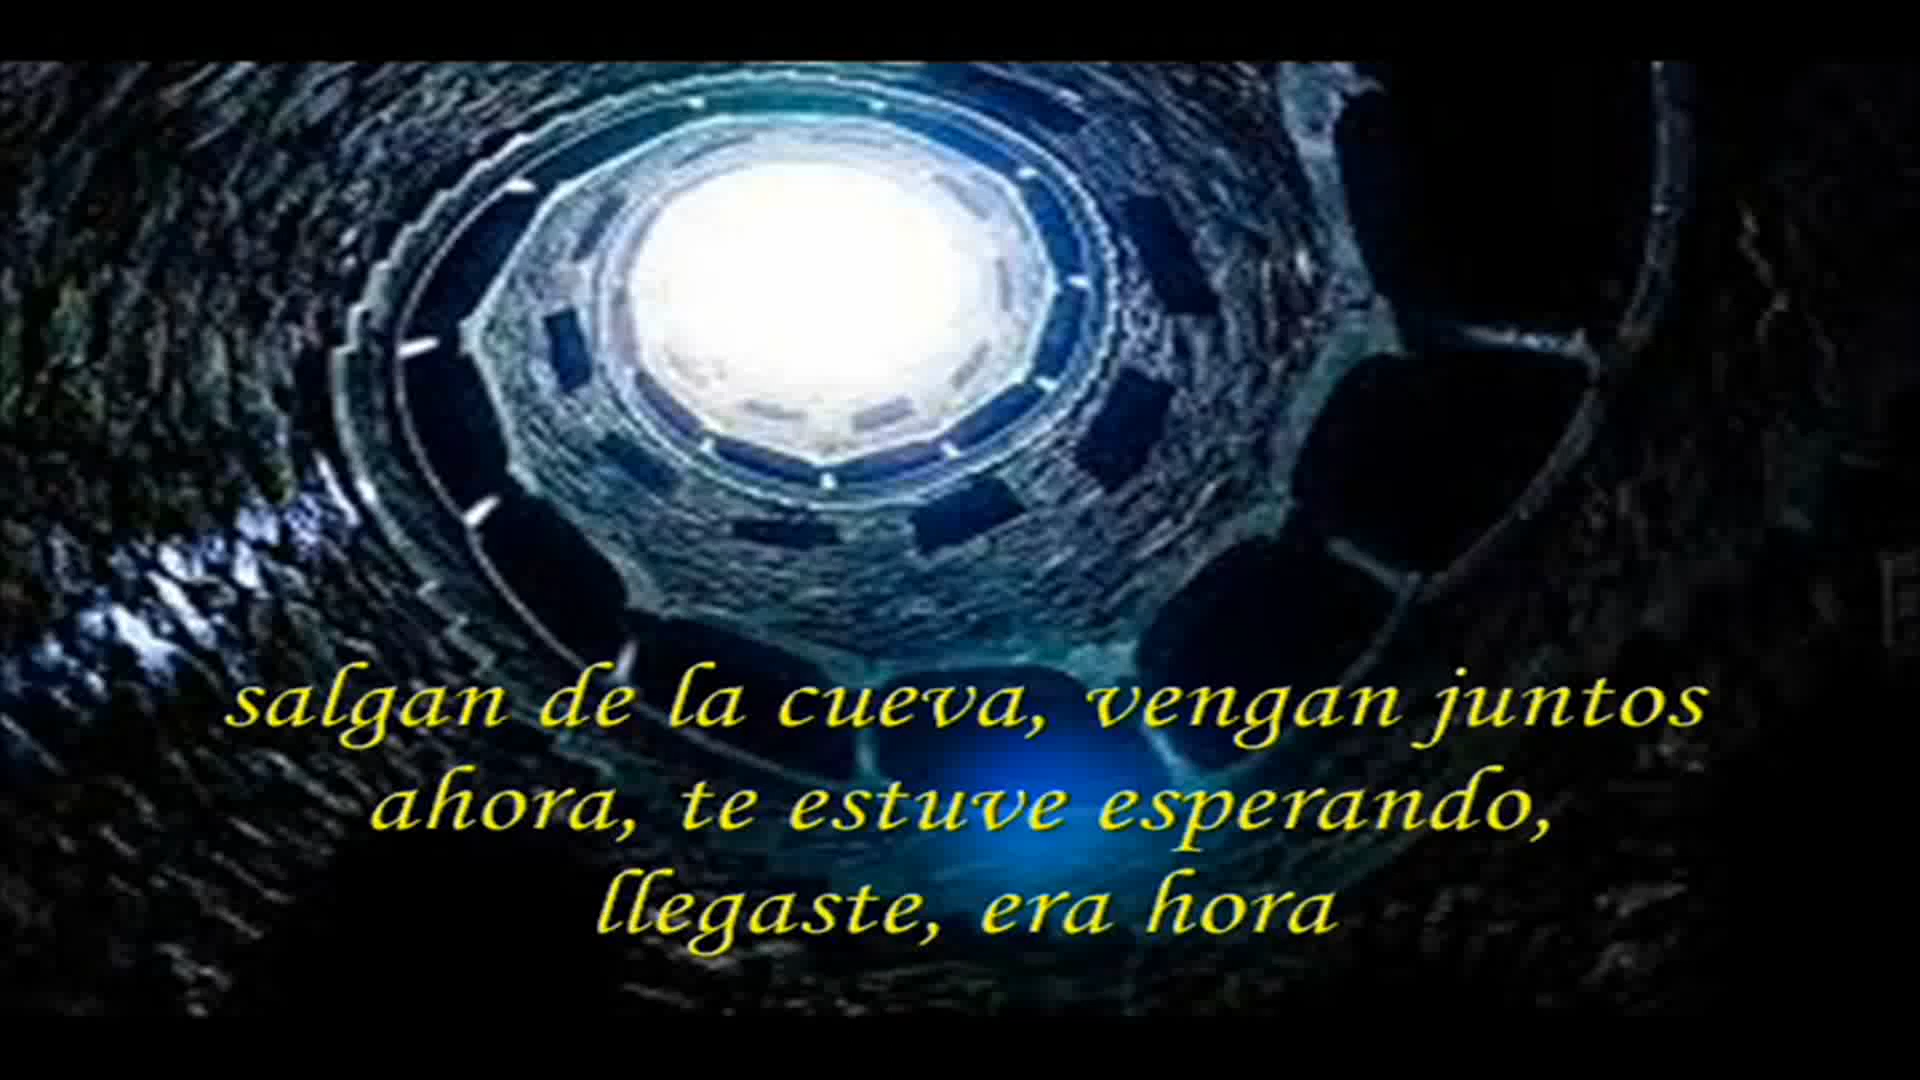 salgan de la cueva, vengan juntos
ahora, te estuve esperando,
llegaste, era hora